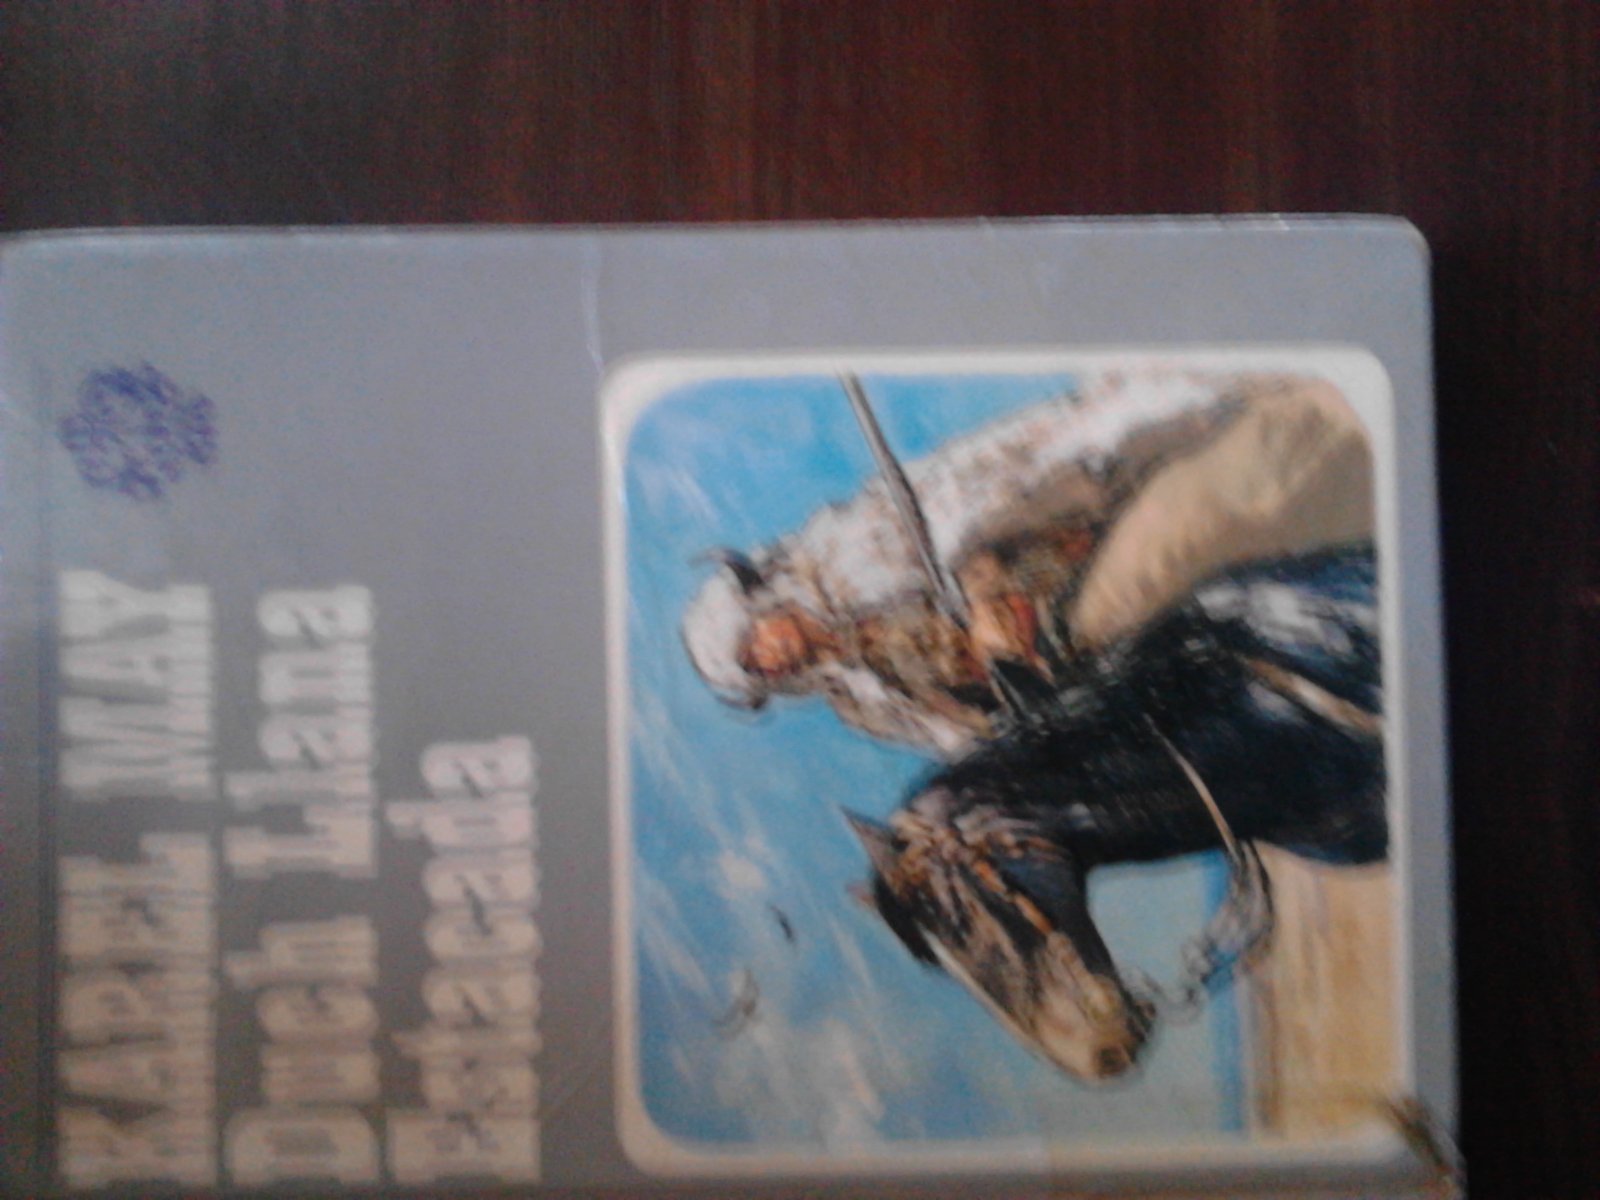 KAREL MAY
Duch Llana
Estacada